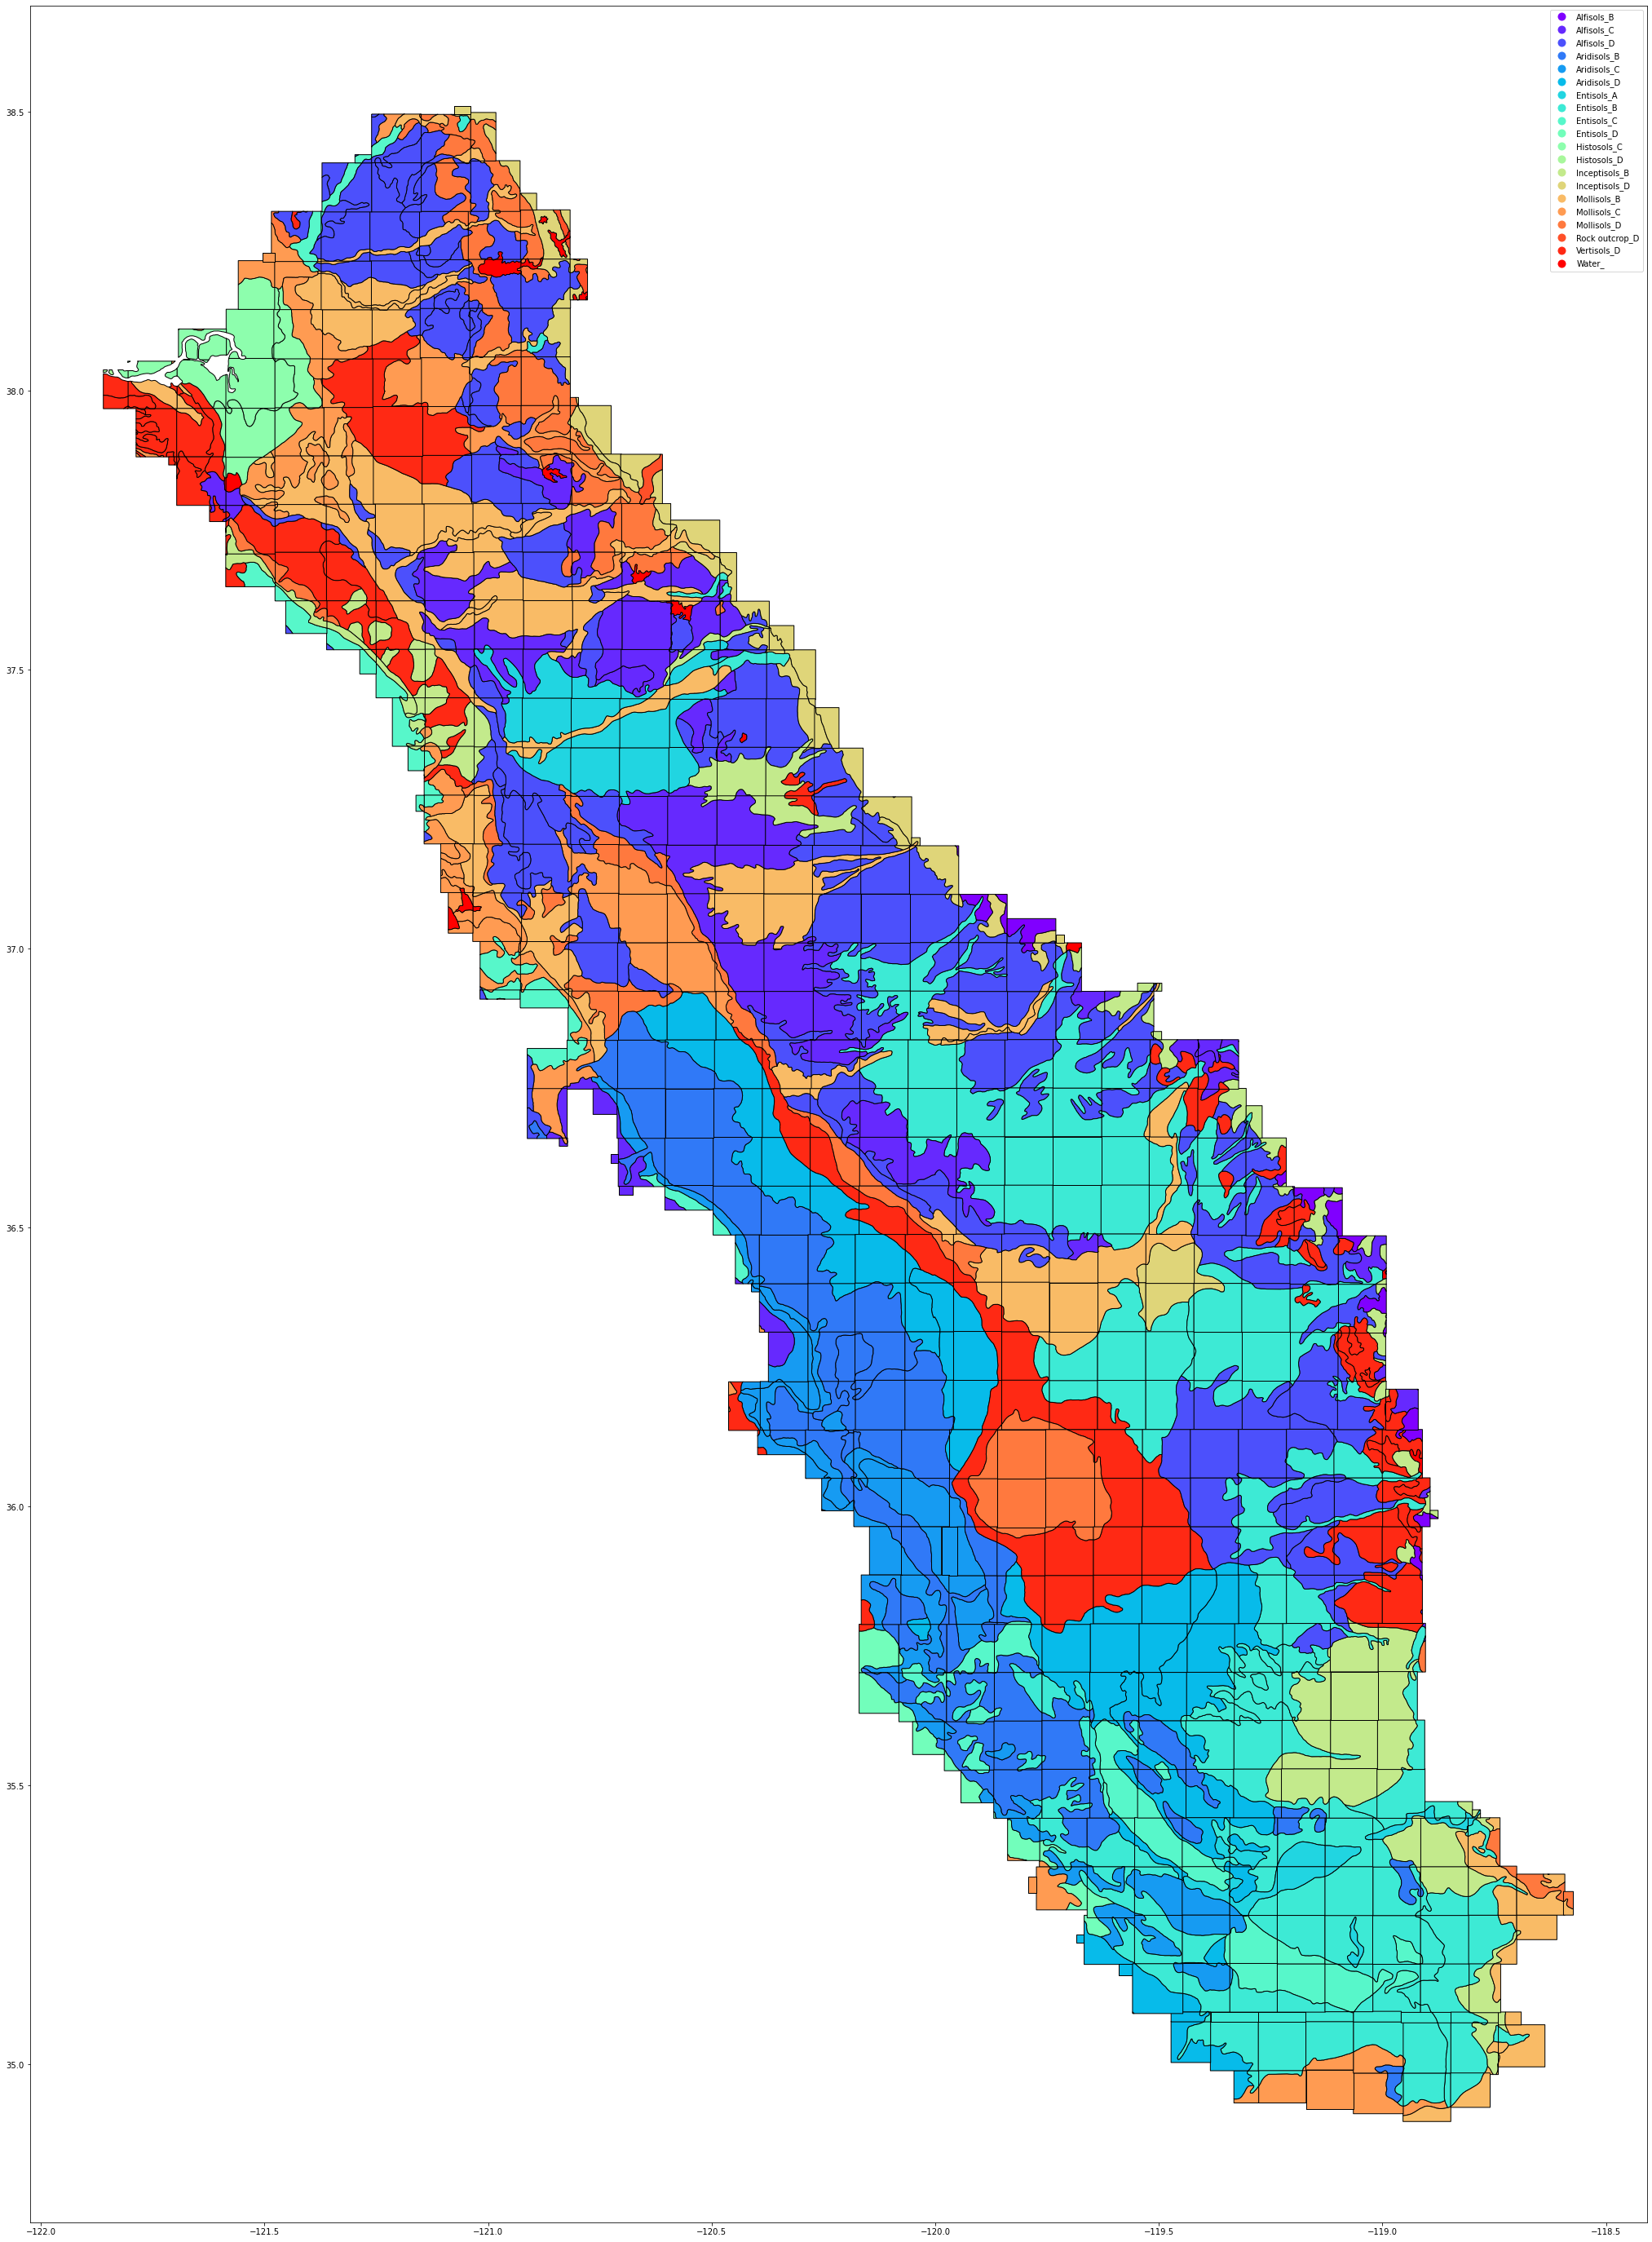 Alfisols_B
Alfisols_C
Alfisols_D
Aridisols_B
Aridisols_C
Aridisols_D
Entisols_A
Entisols_B
Entisols_C
Entisols_D
Histosols_C
Histosols_D
Inceptisols_B
Inceptisols_D
Mollisols_B
Mollisols_C
Mollisols_D
Rock outcrop_D
Vertisols_D
Water_
38.5
38.0
37.5
37.0
36.5
36.0
35.5
35.0
−122.0 −121.5 −121.0 −120.5 −120.0 −119.5 −119.0 −118.5